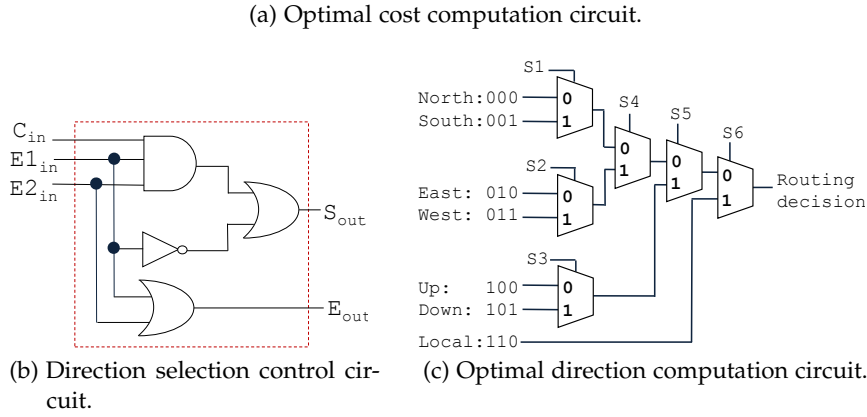 (a) Optimal cost computation circuit.
C_in
E1_in
E2_in
S_out
E_out
(b) Direction selection control cir-
cuit.
S1
North:000
South:001
0
1
S2
East: 010
West: 011
0
1
S3
Up: 100
Down: 101
0
1
Local:110
S4
0
1
S5
0
1
S6
0
1
Routing
decision
(c) Optimal direction computation circuit.